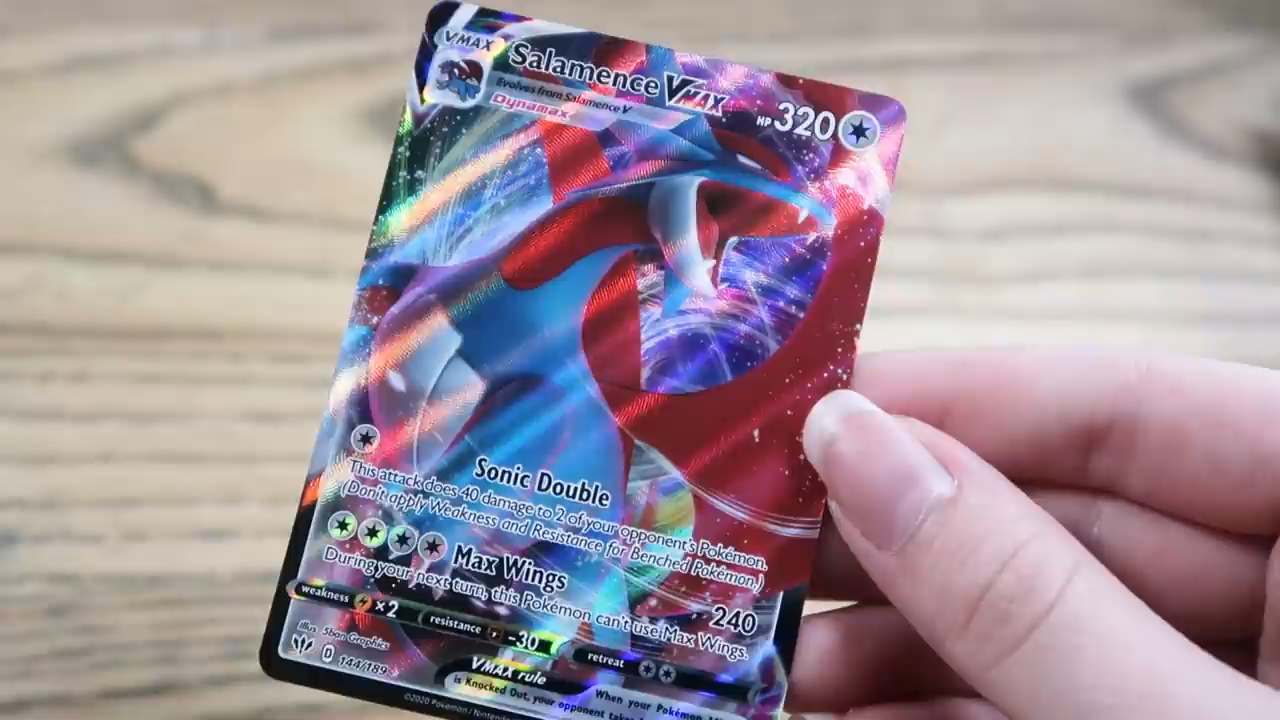 VMAX
Salamence VMAX
Evolves from Salamence V
Dynamax
HP 320
Sonic Double
This attack does 40 damage to 2 of your opponent's Pokémon.
(Don't apply Weakness and Resistance for Benched Pokémon.)
Max Wings 240
During your next turn, this Pokémon can't use Max Wings.
weakness ×2 resistance -30 retreat
Illus. 5ban Graphics
D 144/189
VMAX rule
When your Pokémon
is Knocked Out, your opponent takes
©2020 Pokémon / Nintendo